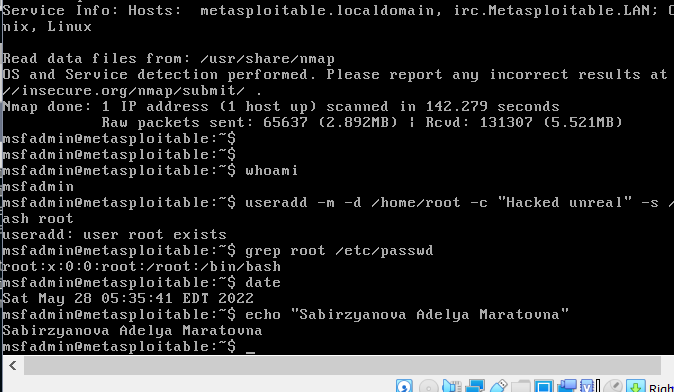 Service Info: Hosts:  metasploitable.localdomain, irc.Metasploitable.LAN;
nix, Linux
Read data files from: /usr/share/nmap
OS and Service detection performed. Please report any incorrect results at
//insecure.org/nmap/submit/ .
Nmap done: 1 IP address (1 host up) scanned in 142.279 seconds
Raw packets sent: 65637 (2.892MB) | Rcvd: 131307 (5.521MB)
msfadmin@metasploitable:~$
msfadmin@metasploitable:~$
msfadmin@metasploitable:~$ whoami
msfadmin
msfadmin@metasploitable:~$ useradd -m -d /home/root -c "Hacked unreal" -s /
ash root
useradd: user root exists
msfadmin@metasploitable:~$ grep root /etc/passwd
root:x:0:0:root:/root:/bin/bash
msfadmin@metasploitable:~$ date
Sat May 28 05:35:41 EDT 2022
msfadmin@metasploitable:~$ echo "Sabirzyanova Adelya Maratovna"
Sabirzyanova Adelya Maratovna
msfadmin@metasploitable:~$ _
Righ